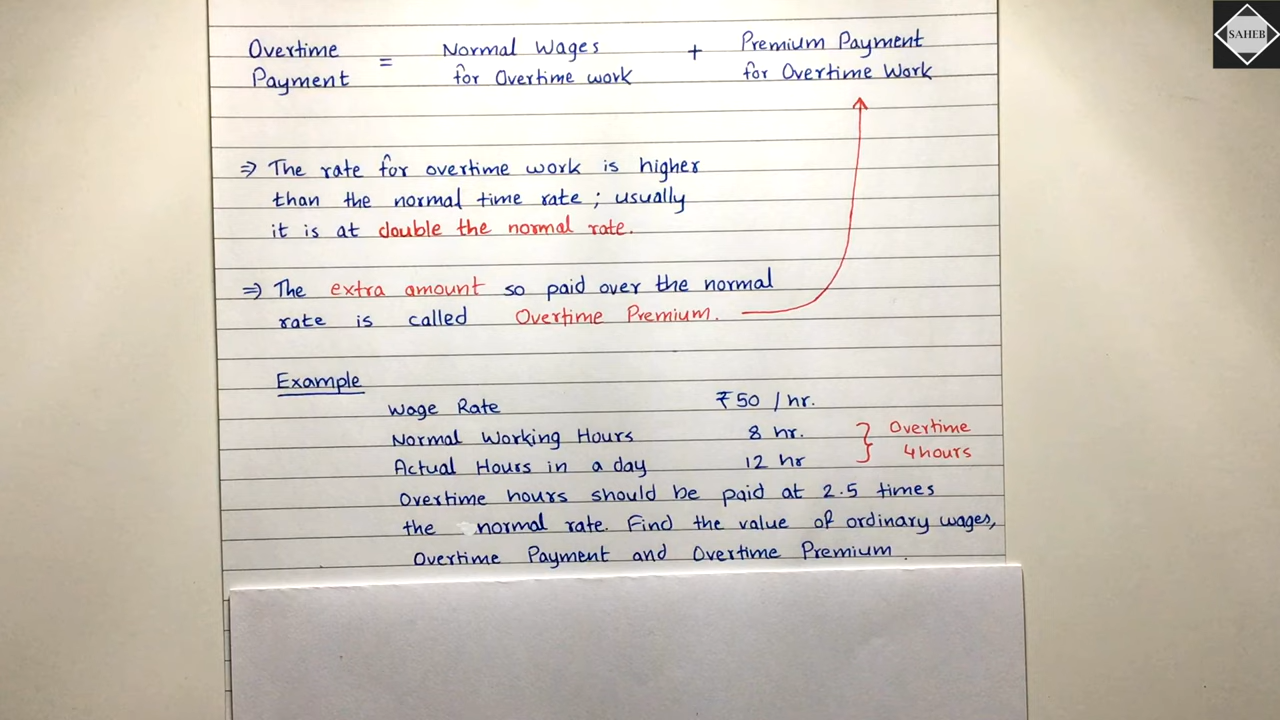 SAHEB
Overtime Payment = Normal Wages for Overtime work + Premium Payment for Overtime Work
⇒ The rate for overtime work is higher
than the normal time rate ; usually
it is at double the normal rate.
⇒ The extra amount so paid over the normal
rate is called Overtime Premium.
Example
Wage Rate ₹50 / hr.
Normal Working Hours 8 hr.
Actual Hours in a day 12 hr
} Overtime
4 hours
Overtime hours should be paid at 2.5 times
the normal rate. Find the value of ordinary wages,
Overtime Payment and Overtime Premium.